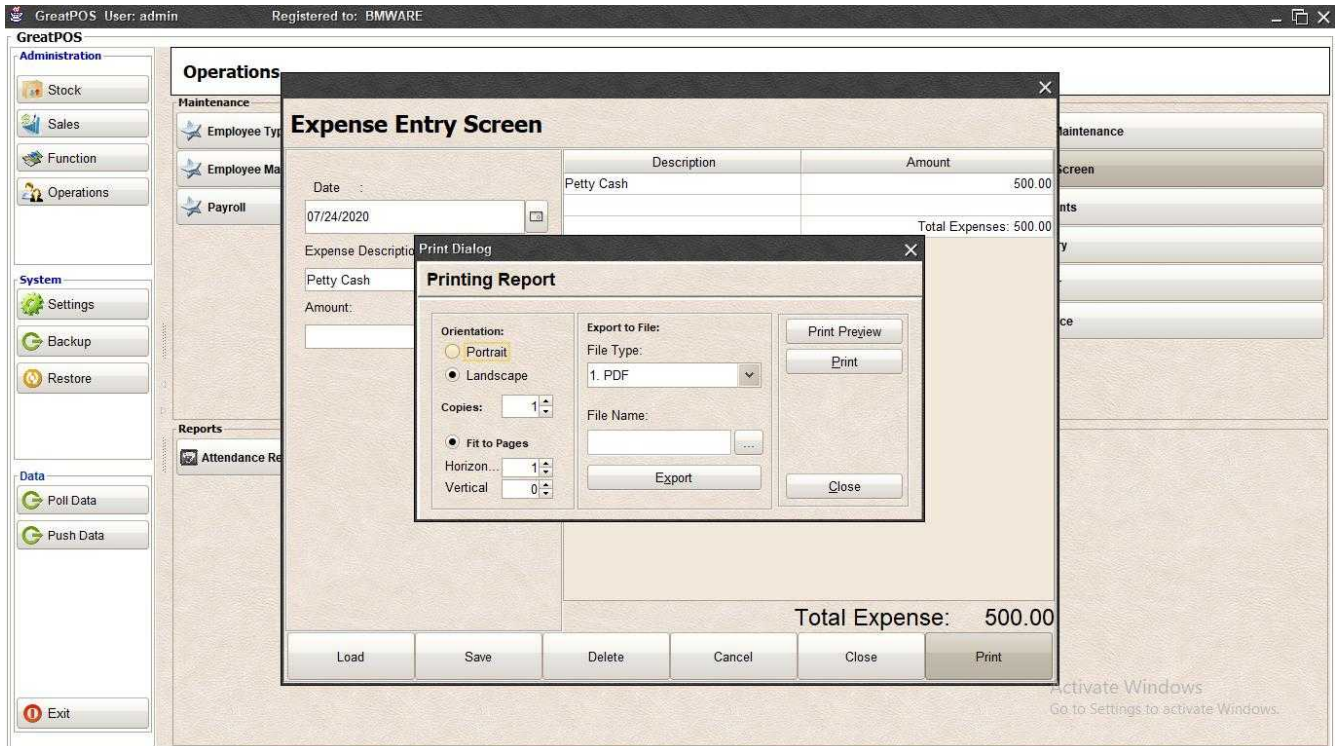 GreatPOS User: admin Registered to: BMWARE
GreatPOS
Administration
Stock
Sales
Function
Operations
System
Settings
Backup
Restore
Data
Poll Data
Push Data
Exit
Operations
Maintenance
Employee Typ
Employee Ma
Payroll
Maintenance
Screen
nts
ry
ce
Reports
Attendance Re
Expense Entry Screen
Date :
07/24/2020
Expense Descriptio
Petty Cash
Amount:
Description Amount
Petty Cash 500.00
Total Expenses: 500.00
Print Dialog
Printing Report
Orientation:
Portrait
Landscape
Copies: 1
Fit to Pages
Horizon... 1
Vertical 0
Export to File:
File Type:
1. PDF
File Name:
...
Export
Print Preview
Print
Close
Total Expense: 500.00
Load Save Delete Cancel Close Print
Activate Windows
Go to Settings to activate Windows.